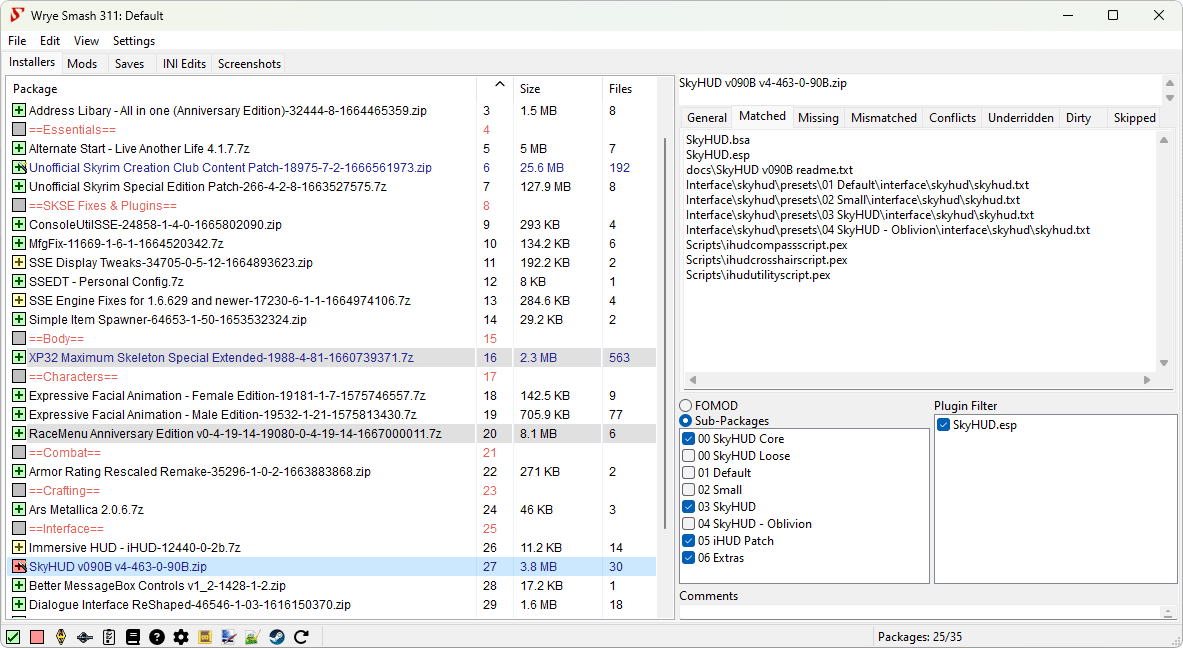 Wrye Smash 311: Default
File Edit View Settings
Installers Mods Saves INI Edits Screenshots
Package Size Files
Address Libary - All in one (Anniversary Edition)-32444-8-1664465359.zip 3 1.5 MB 8
==Essentials== 4
Alternate Start - Live Another Life 4.1.7.7z 5 5 MB 7
Unofficial Skyrim Creation Club Content Patch-18975-7-2-1666561973.zip 6 25.6 MB 192
Unofficial Skyrim Special Edition Patch-266-4-2-8-1663527575.7z 7 127.9 MB 8
==SKSE Fixes & Plugins== 8
ConsoleUtilSSE-24858-1-4-0-1665802090.zip 9 293 KB 4
MfgFix-11669-1-6-1-1664520342.7z 10 134.2 KB 6
SSE Display Tweaks-34705-0-5-12-1664893623.zip 11 192.2 KB 2
SSEDT - Personal Config.7z 12 8 KB 1
SSE Engine Fixes for 1.6.629 and newer-17230-6-1-1-1664974106.7z 13 284.6 KB 4
Simple Item Spawner-64653-1-50-1653532324.zip 14 29.2 KB 2
==Body== 15
XP32 Maximum Skeleton Special Extended-1988-4-81-1660739371.7z 16 2.3 MB 563
==Characters== 17
Expressive Facial Animation - Female Edition-19181-1-7-1575746557.7z 18 142.5 KB 9
Expressive Facial Animation - Male Edition-19532-1-21-1575813430.7z 19 705.9 KB 77
RaceMenu Anniversary Edition v0-4-19-14-19080-0-4-19-14-1667000011.7z 20 8.1 MB 6
==Combat== 21
Armor Rating Rescaled Remake-35296-1-0-2-1663883868.zip 22 271 KB 2
==Crafting== 23
Ars Metallica 2.0.6.7z 24 46 KB 3
==Interface== 25
Immersive HUD - iHUD-12440-0-2b.7z 26 11.2 KB 14
SkyHUD v090B v4-463-0-90B.zip 27 3.8 MB 30
Better MessageBox Controls v1_2-1428-1-2.zip 28 17.2 KB 1
Dialogue Interface ReShaped-46546-1-03-1616150370.zip 29 1.6 MB 18
SkyHUD v090B v4-463-0-90B.zip
General Matched Missing Mismatched Conflicts Underridden Dirty Skipped
SkyHUD.bsa
SkyHUD.esp
docs\SkyHUD v090B readme.txt
Interface\skyhud\presets\01 Default\interface\skyhud\skyhud.txt
Interface\skyhud\presets\02 Small\interface\skyhud\skyhud.txt
Interface\skyhud\presets\03 SkyHUD\interface\skyhud\skyhud.txt
Interface\skyhud\presets\04 SkyHUD - Oblivion\interface\skyhud\skyhud.txt
Scripts\ihudcompassscript.pex
Scripts\ihudcrosshairscript.pex
Scripts\ihudutilityscript.pex
FOMOD
Sub-Packages
00 SkyHUD Core
00 SkyHUD Loose
01 Default
02 Small
03 SkyHUD
04 SkyHUD - Oblivion
05 iHUD Patch
06 Extras
Plugin Filter
SkyHUD.esp
Comments
Packages: 25/35